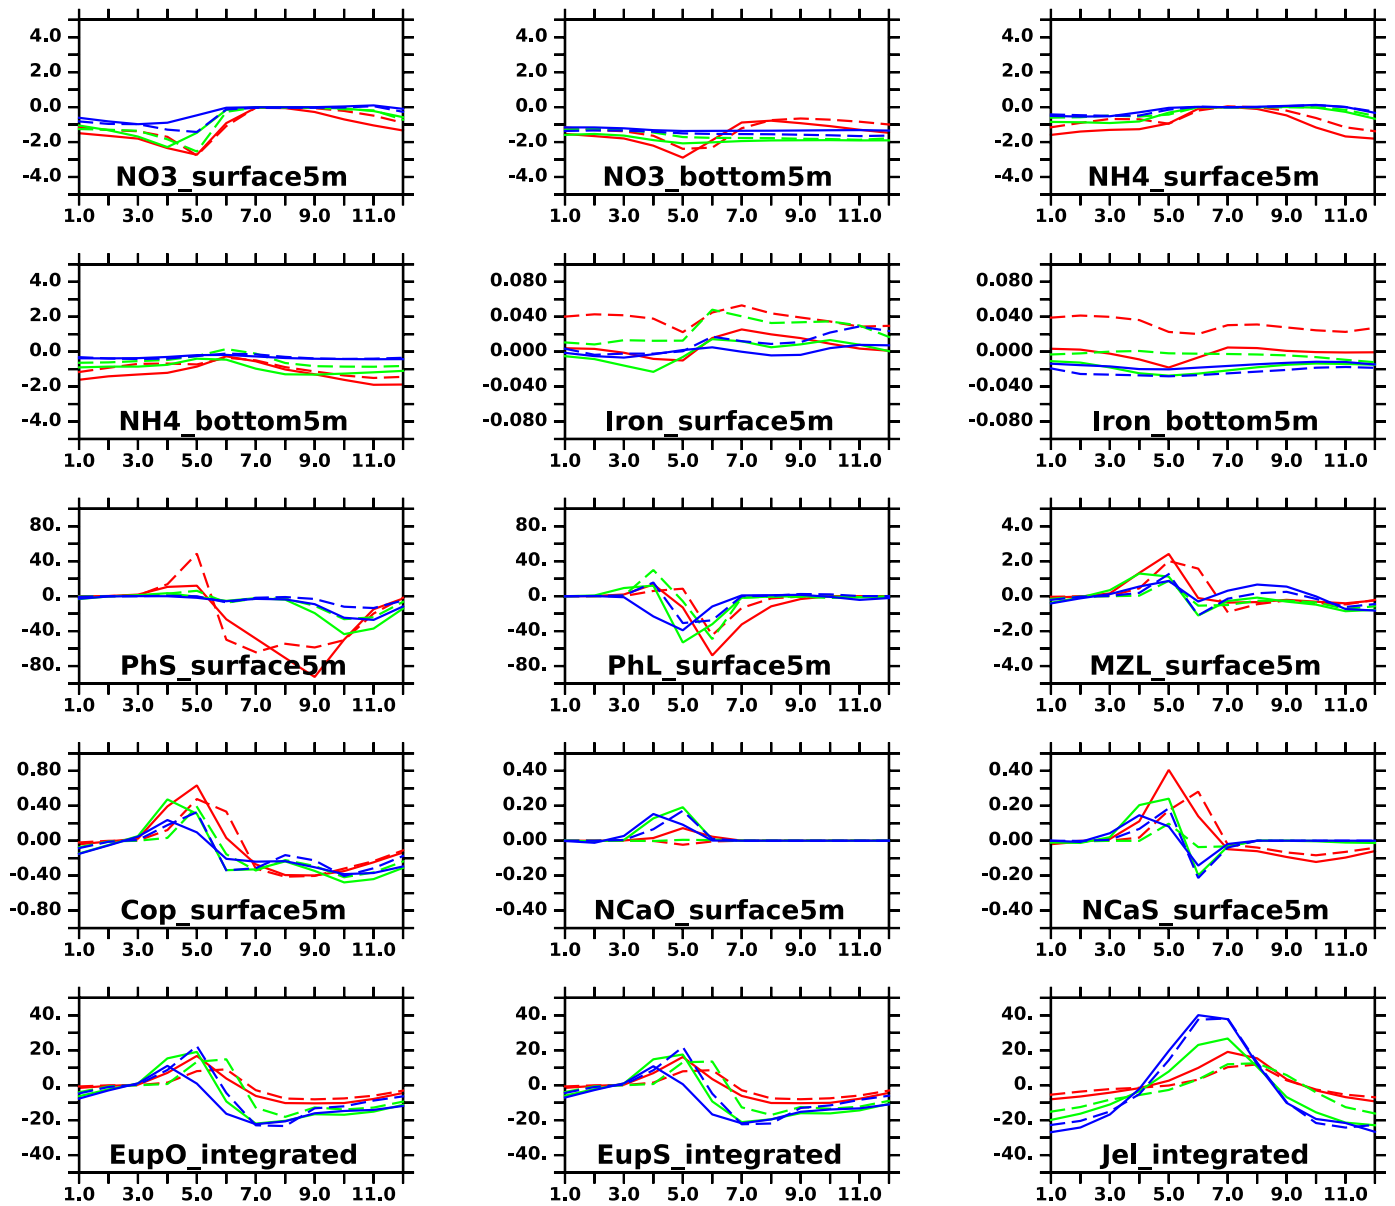 4.0
2.0
0.0
-2.0
-4.0
NO3_surface5m
1.0 3.0 5.0 7.0 9.0 11.0
4.0
2.0
0.0
-2.0
-4.0
NO3_bottom5m
1.0 3.0 5.0 7.0 9.0 11.0
4.0
2.0
0.0
-2.0
-4.0
NH4_surface5m
1.0 3.0 5.0 7.0 9.0 11.0
4.0
2.0
0.0
-2.0
-4.0
NH4_bottom5m
1.0 3.0 5.0 7.0 9.0 11.0
0.080
0.040
0.000
-0.040
-0.080
Iron_surface5m
1.0 3.0 5.0 7.0 9.0 11.0
0.080
0.040
0.000
-0.040
-0.080
Iron_bottom5m
1.0 3.0 5.0 7.0 9.0 11.0
80.
40.
0.
-40.
-80.
PhS_surface5m
1.0 3.0 5.0 7.0 9.0 11.0
80.
40.
0.
-40.
-80.
PhL_surface5m
1.0 3.0 5.0 7.0 9.0 11.0
4.0
2.0
0.0
-2.0
-4.0
MZL_surface5m
1.0 3.0 5.0 7.0 9.0 11.0
0.80
0.40
0.00
-0.40
-0.80
Cop_surface5m
1.0 3.0 5.0 7.0 9.0 11.0
0.40
0.20
0.00
-0.20
-0.40
NCaO_surface5m
1.0 3.0 5.0 7.0 9.0 11.0
0.40
0.20
0.00
-0.20
-0.40
NCaS_surface5m
1.0 3.0 5.0 7.0 9.0 11.0
40.
20.
0.
-20.
-40.
EupO_integrated
1.0 3.0 5.0 7.0 9.0 11.0
40.
20.
0.
-20.
-40.
EupS_integrated
1.0 3.0 5.0 7.0 9.0 11.0
40.
20.
0.
-20.
-40.
Jel_integrated
1.0 3.0 5.0 7.0 9.0 11.0